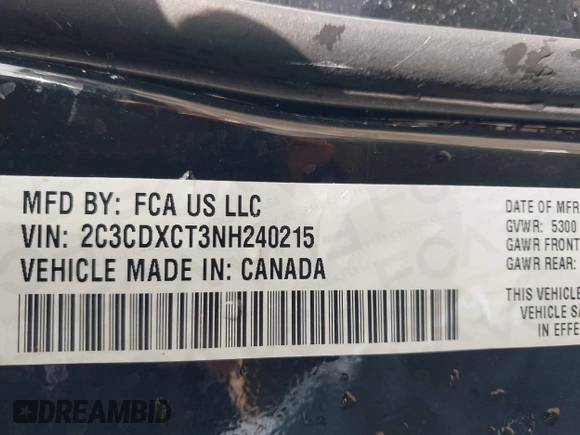 MFD BY: FCA US LLC
VIN: 2C3CDXCT3NH240215
VEHICLE MADE IN: CANADA
DATE OF MFR
GVWR: 5300
GAWR FRONT
GAWR REAR:
THIS VEHICLE
VEHICLE SA
IN EFFE
DREAMBID